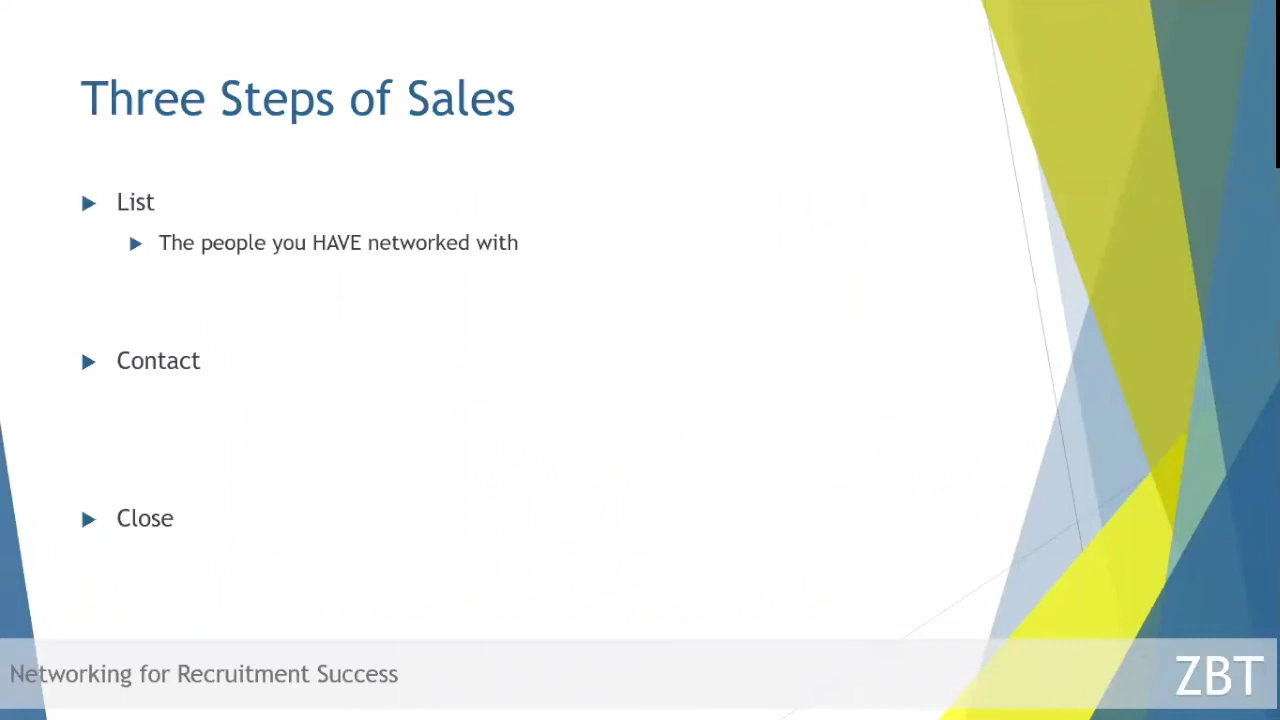 Three Steps of Sales
List
The people you HAVE networked with
Contact
Close
Networking for Recruitment Success
ZBT